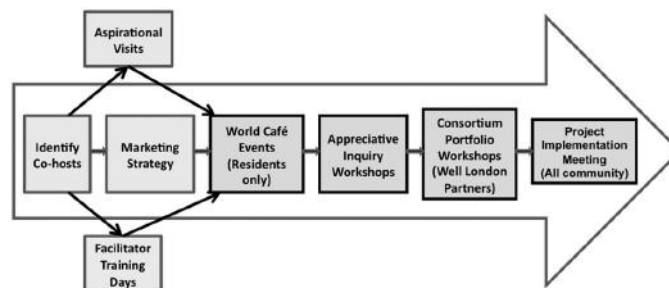 Aspirational
Visits
Identify
Co-hosts
Marketing
Strategy
World Café
Events
(Residents
only)
Appreciative
Inquiry
Workshops
Consortium
Portfolio
Workshops
(Well London
Partners)
Project
Implementation
Meeting
(All community)
Facilitator
Training
Days